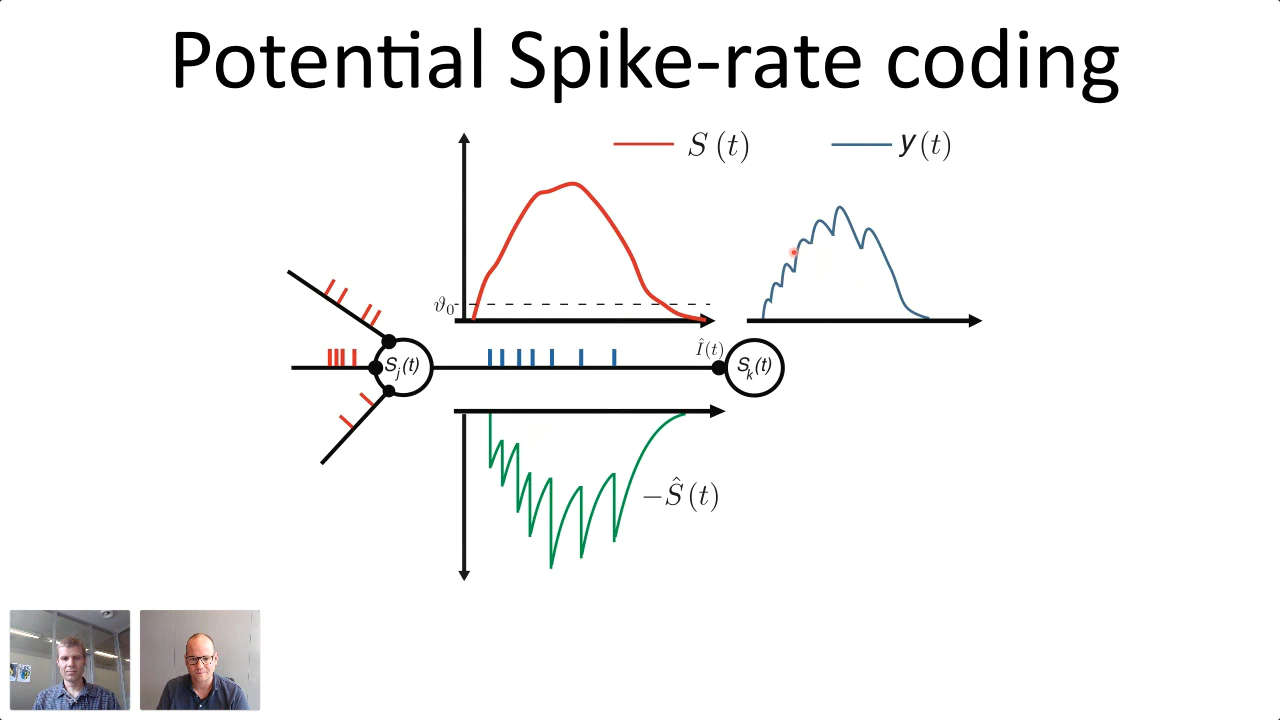 Potential Spike-rate coding
S (t)
y(t)
ϑ0
Î(t)
Sj(t)
Sk(t)
−Ŝ (t)